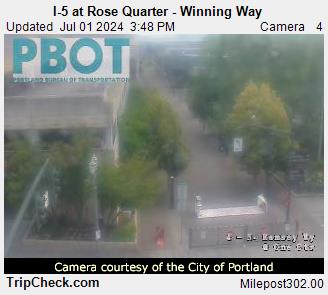 I-5 at Rose Quarter - Winning Way
Updated Jul 01 2024 3:48 PM Camera 4
PBOT
PORTLAND BUREAU OF TRANSPORTATION
Camera courtesy of the City of Portland
TripCheck.com Milepost302.00